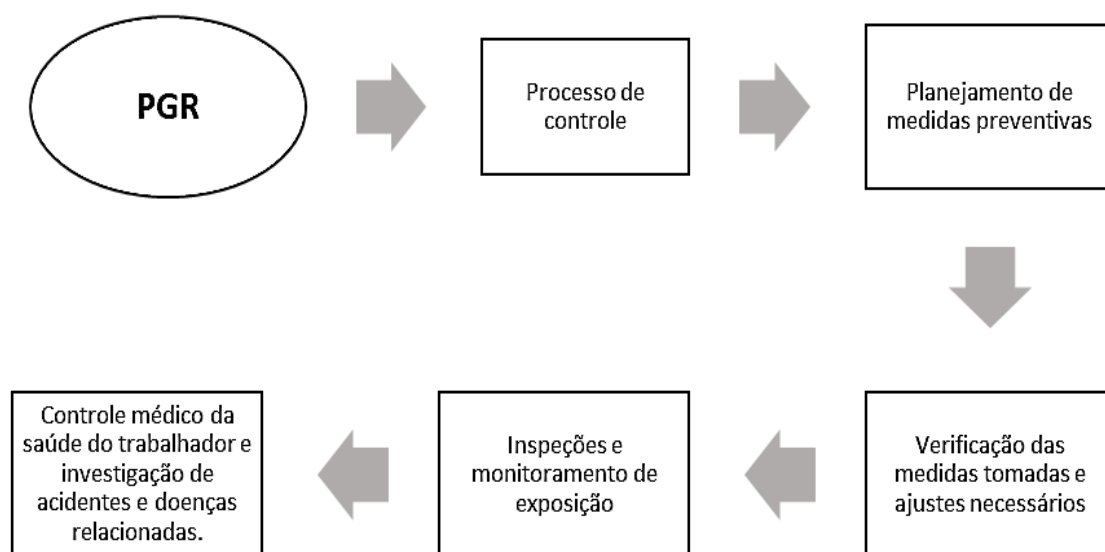 PGR
Processo de
controle
Planejamento de
medidas preventivas
Verificação das
medidas tomadas e
ajustes necessários
Inspeções e
monitoramento de
exposição
Controle médico da
saúde do trabalhador e
investigação de
acidentes e doenças
relacionadas.